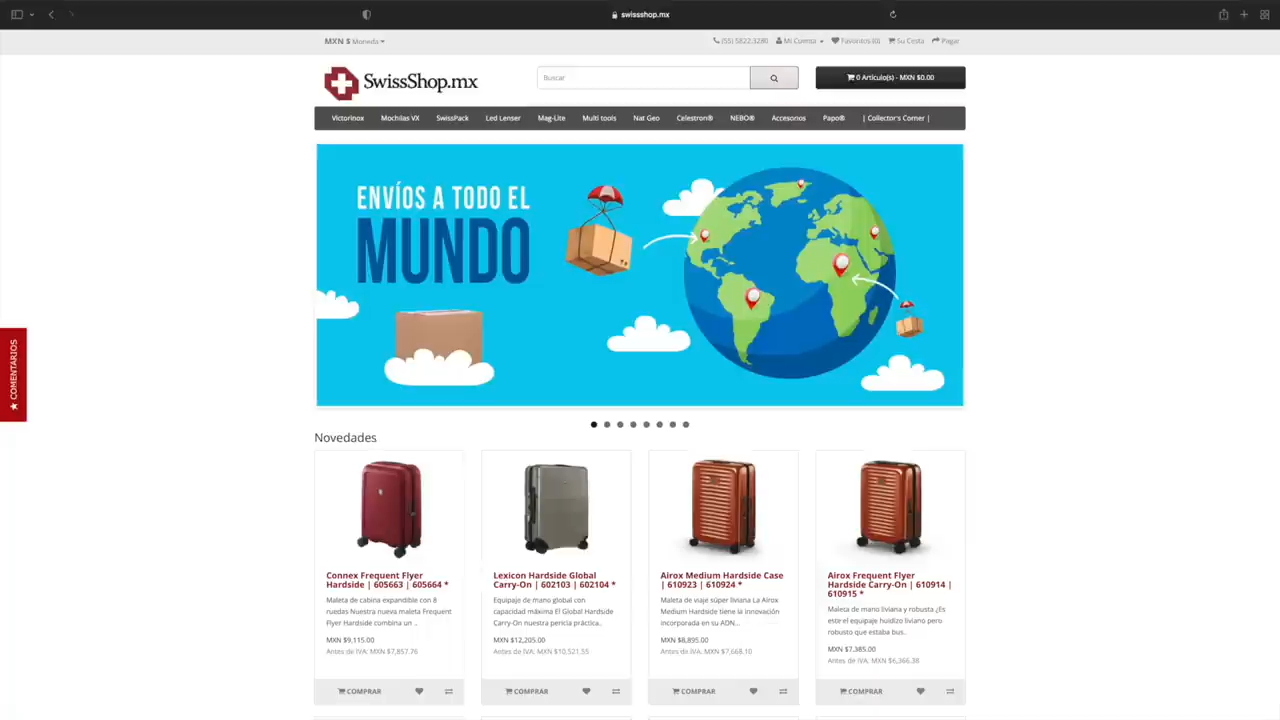 swissshop.mx
MXN $ Moneda
(55) 5822.3280 Mi Cuenta Favoritos (0) Su Cesta Pagar
SwissShop.mx
Buscar
0 Artículo(s) - MXN $0.00
Victorinox Mochilas VX SwissPack Led Lenser Mag-Lite Multi tools Nat Geo Celestron® NEBO® Accesorios Papo® | Collector's Corner |
ENVÍOS A TODO EL
MUNDO
★ COMENTARIOS
Novedades
Connex Frequent Flyer
Hardside | 605663 | 605664 *
Maleta de cabina expandible con 8
ruedas Nuestra nueva maleta Frequent
Flyer Hardside combina un ..
MXN $9,115.00
Antes de IVA: MXN $7,857.76
COMPRAR
Lexicon Hardside Global
Carry-On | 602103 | 602104 *
Equipaje de mano global con
capacidad máxima El Global Hardside
Carry-On nuestra pericia práctica..
MXN $12,205.00
Antes de IVA: MXN $10,521.55
COMPRAR
Airox Medium Hardside Case
| 610923 | 610924 *
Maleta de viaje súper liviana La Airox
Medium Hardside tiene la innovación
incorporada en su ADN...
MXN $8,895.00
Antes de IVA: MXN $7,668.10
COMPRAR
Airox Frequent Flyer
Hardside Carry-On | 610914 |
610915 *
Maleta de mano liviana y robusta ¿Es
este el equipaje huidizo liviano pero
robusto que estaba bus..
MXN $7,385.00
Antes de IVA: MXN $6,366.38
COMPRAR